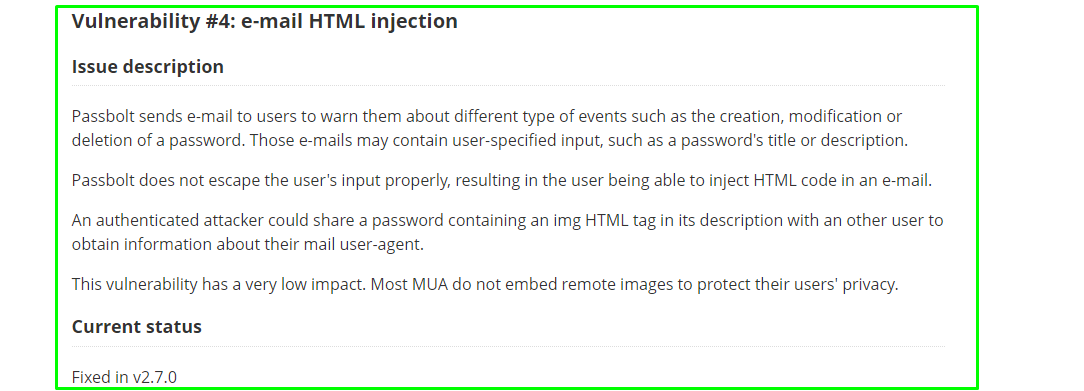 Vulnerability #4: e-mail HTML injection
Issue description
Passbolt sends e-mail to users to warn them about different type of events such as the creation, modification or
deletion of a password. Those e-mails may contain user-specified input, such as a password's title or description.
Passbolt does not escape the user's input properly, resulting in the user being able to inject HTML code in an e-mail.
An authenticated attacker could share a password containing an img HTML tag in its description with an other user to
obtain information about their mail user-agent.
This vulnerability has a very low impact. Most MUA do not embed remote images to protect their users' privacy.
Current status
Fixed in v2.7.0